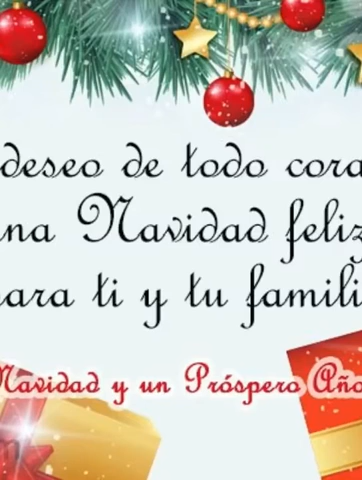 deseo de todo cora
na Navidad feliz
ara ti y tu famili
Navidad y un Próspero Año